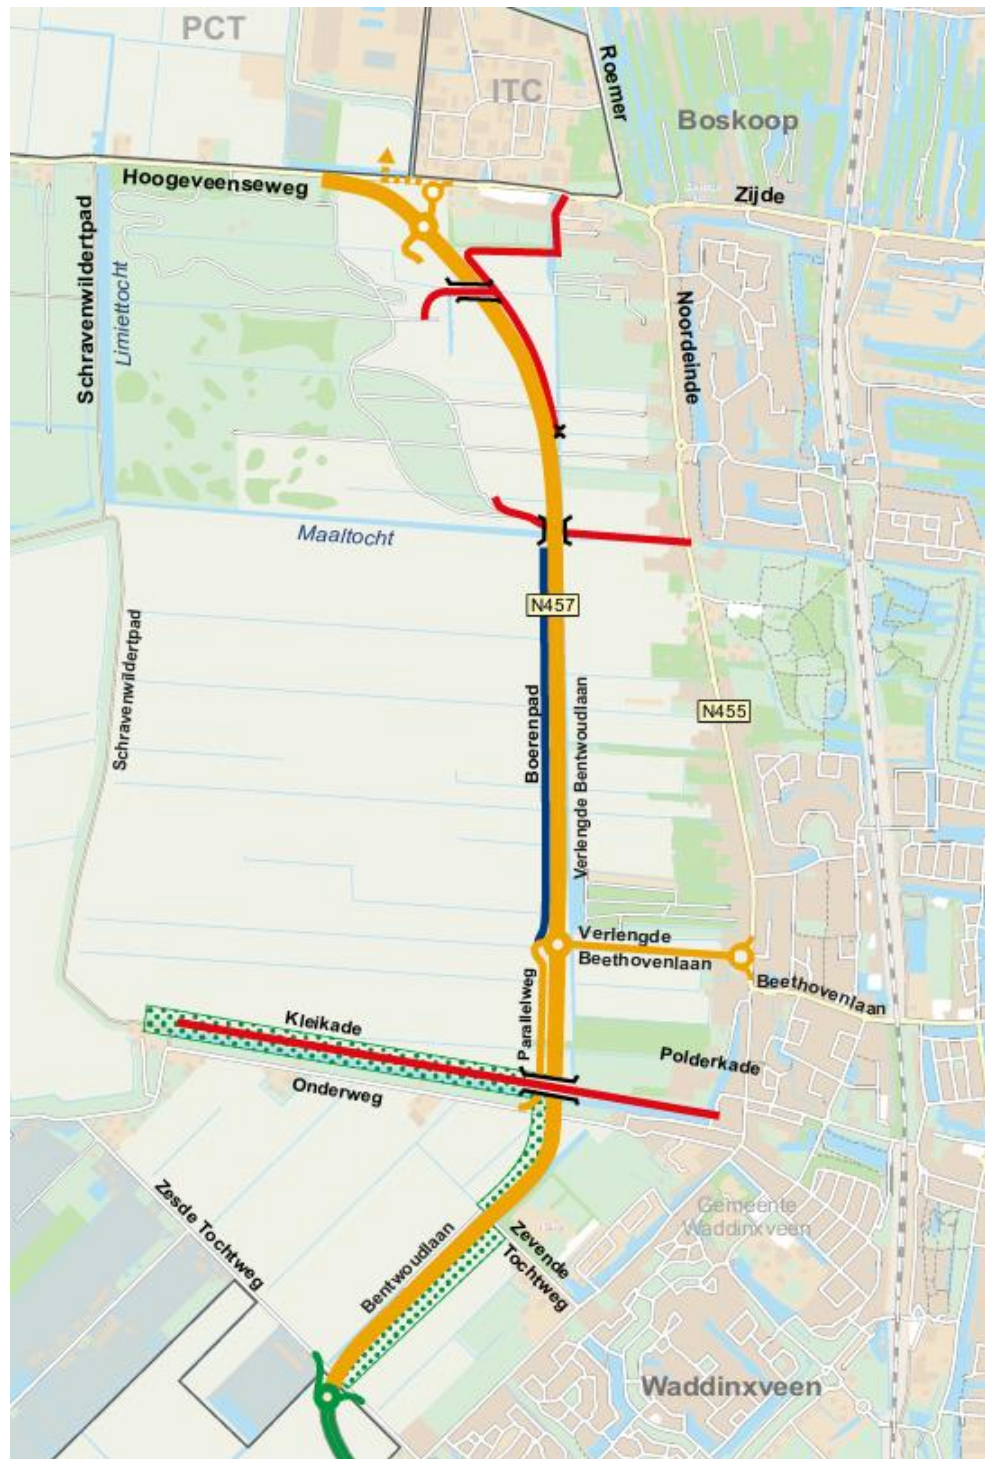 PCT
ITC
Roemer
Boskoop
Hoogeveenseweg
Zijde
Schravenwildertpad
Limiettocht
Noordeinde
Maaltocht
N457
Schravenwildertpad
Boerenpad
Verlengde Bentwoudlaan
N455
Verlengde
Beethovenlaan
Beethovenlaan
Parallelweg
Kleikade
Polderkade
Onderweg
Zesde Tochtweg
Bentwoudlaan
Zevende
Tochtweg
Gemeente
Waddinxveen
Waddinxveen